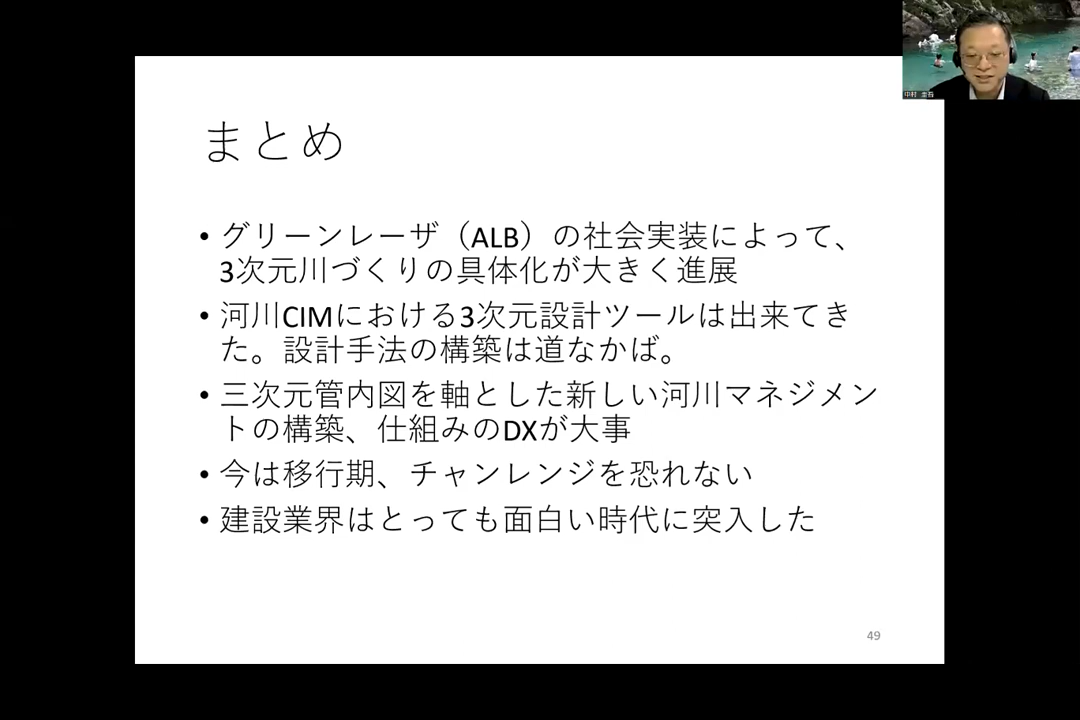 まとめ
• グリーンレーザ（ALB）の社会実装によって、
3次元川づくりの具体化が大きく進展
• 河川CIMにおける3次元設計ツールは出来てき
た。設計手法の構築は道なかば。
• 三次元管内図を軸とした新しい河川マネジメン
トの構築、仕組みのDXが大事
• 今は移行期、チャンレンジを恐れない
• 建設業界はとっても面白い時代に突入した
49
中村